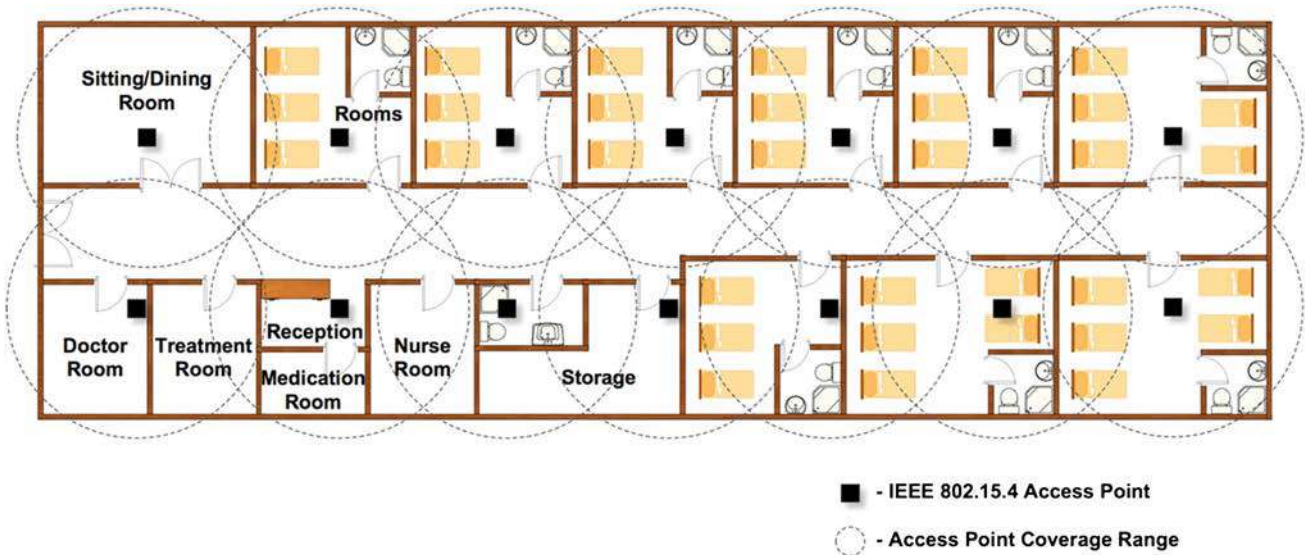 Sitting/Dining
Room
Rooms
Doctor
Room
Treatment
Room
Reception
Medication
Room
Nurse
Room
Storage
- IEEE 802.15.4 Access Point
- Access Point Coverage Range